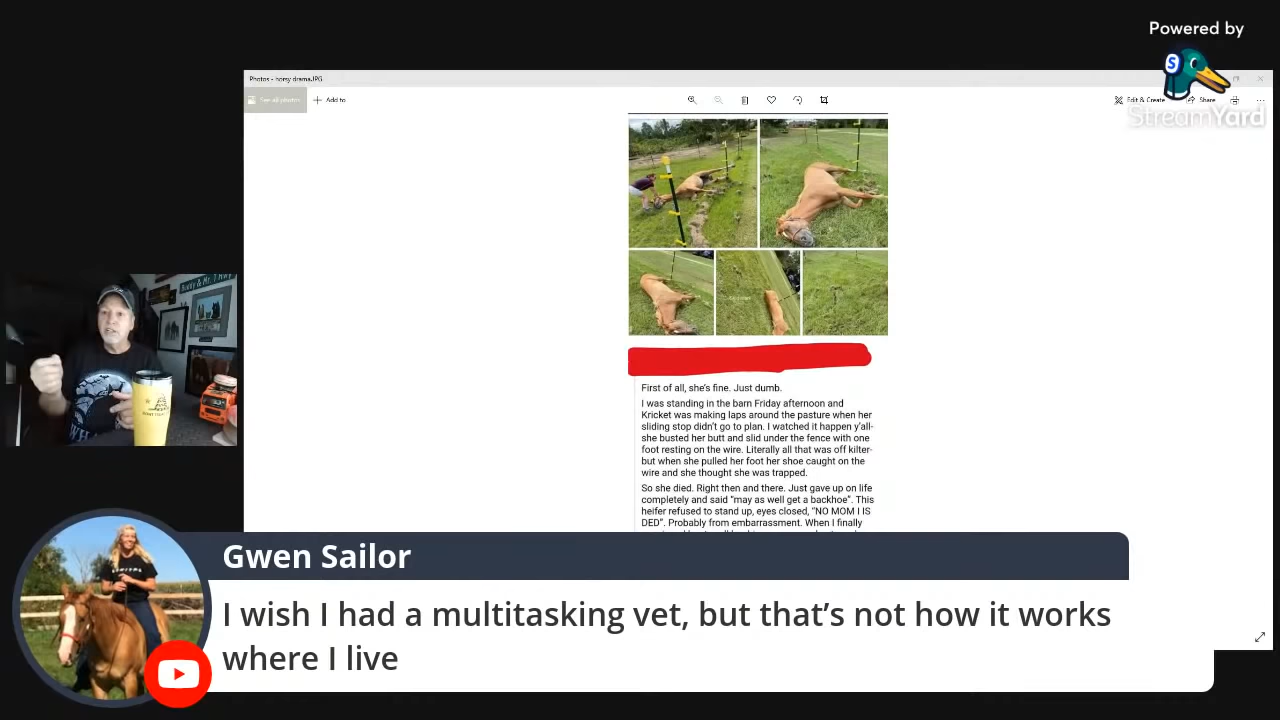 Powered by
StreamYard
Photos - horsy drama.JPG
See all photos
Add to
Edit & Create
Share
First of all, she's fine. Just dumb.
I was standing in the barn Friday afternoon and
Kricket was making laps around the pasture when her
sliding stop didn't go to plan. I watched it happen y'all-
she busted her butt and slid under the fence with one
foot resting on the wire. Literally all that was off kilter-
but when she pulled her foot her shoe caught on the
wire and she thought she was trapped.
So she died. Right then and there. Just gave up on life
completely and said "may as well get a backhoe". This
heifer refused to stand up, eyes closed, "NO MOM I IS
DED". Probably from embarrassment. When I finally
Gwen Sailor
I wish I had a multitasking vet, but that's not how it works
where I live